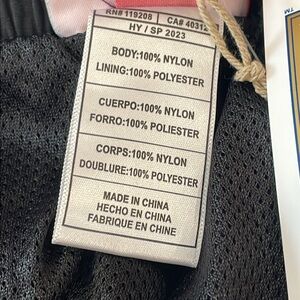 RN# 119208 CA# 40312
HY / SP 2023
BODY:100% NYLON
LINING:100% POLYESTER
CUERPO:100% NYLON
FORRO:100% POLIESTER
CORPS:100% NYLON
DOUBLURE:100% POLYESTER
MADE IN CHINA
HECHO EN CHINA
FABRIQUE EN CHINE